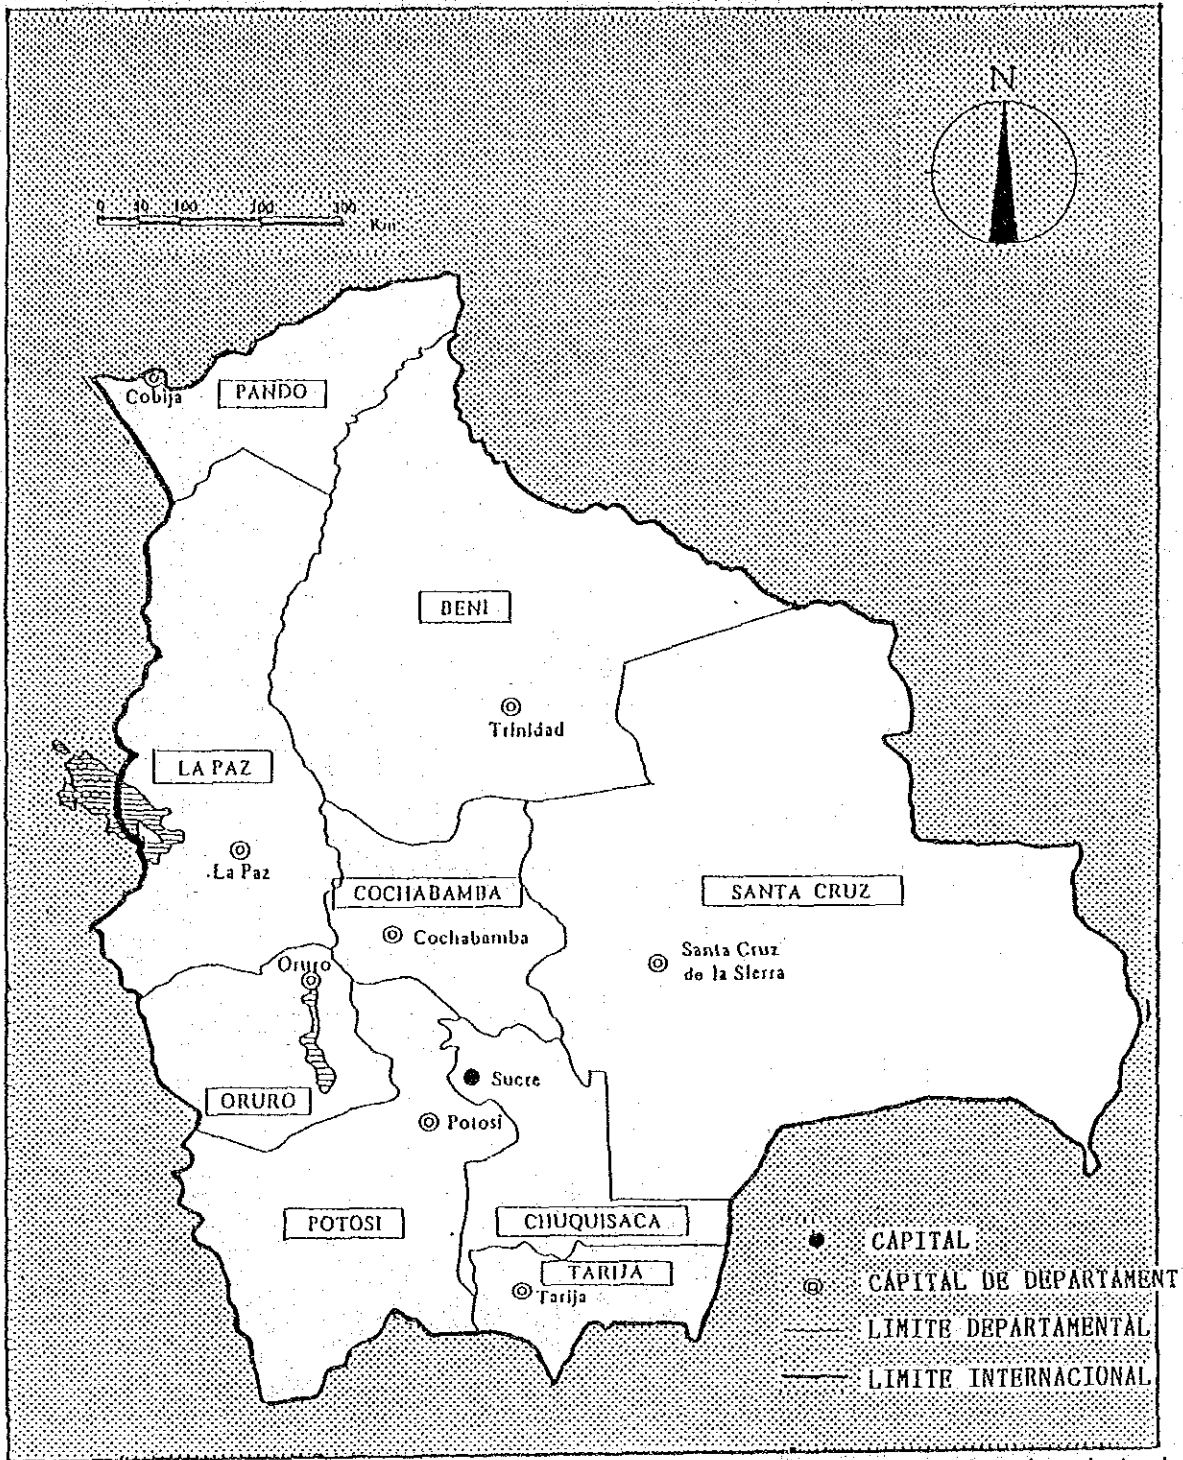 N
Km
Cobija
PANDO
BENI
Trinidad
LA PAZ
La Paz
COCHABAMBA
Cochabamba
SANTA CRUZ
Santa Cruz
de la Sierra
Oruro
ORURO
Sucre
Potosi
POTOSI
CHUQUISACA
TARIJA
Tarija
CAPITAL
CAPITAL DE DEPARTAMENT
LIMITE DEPARTAMENTAL
LIMITE INTERNACIONAL